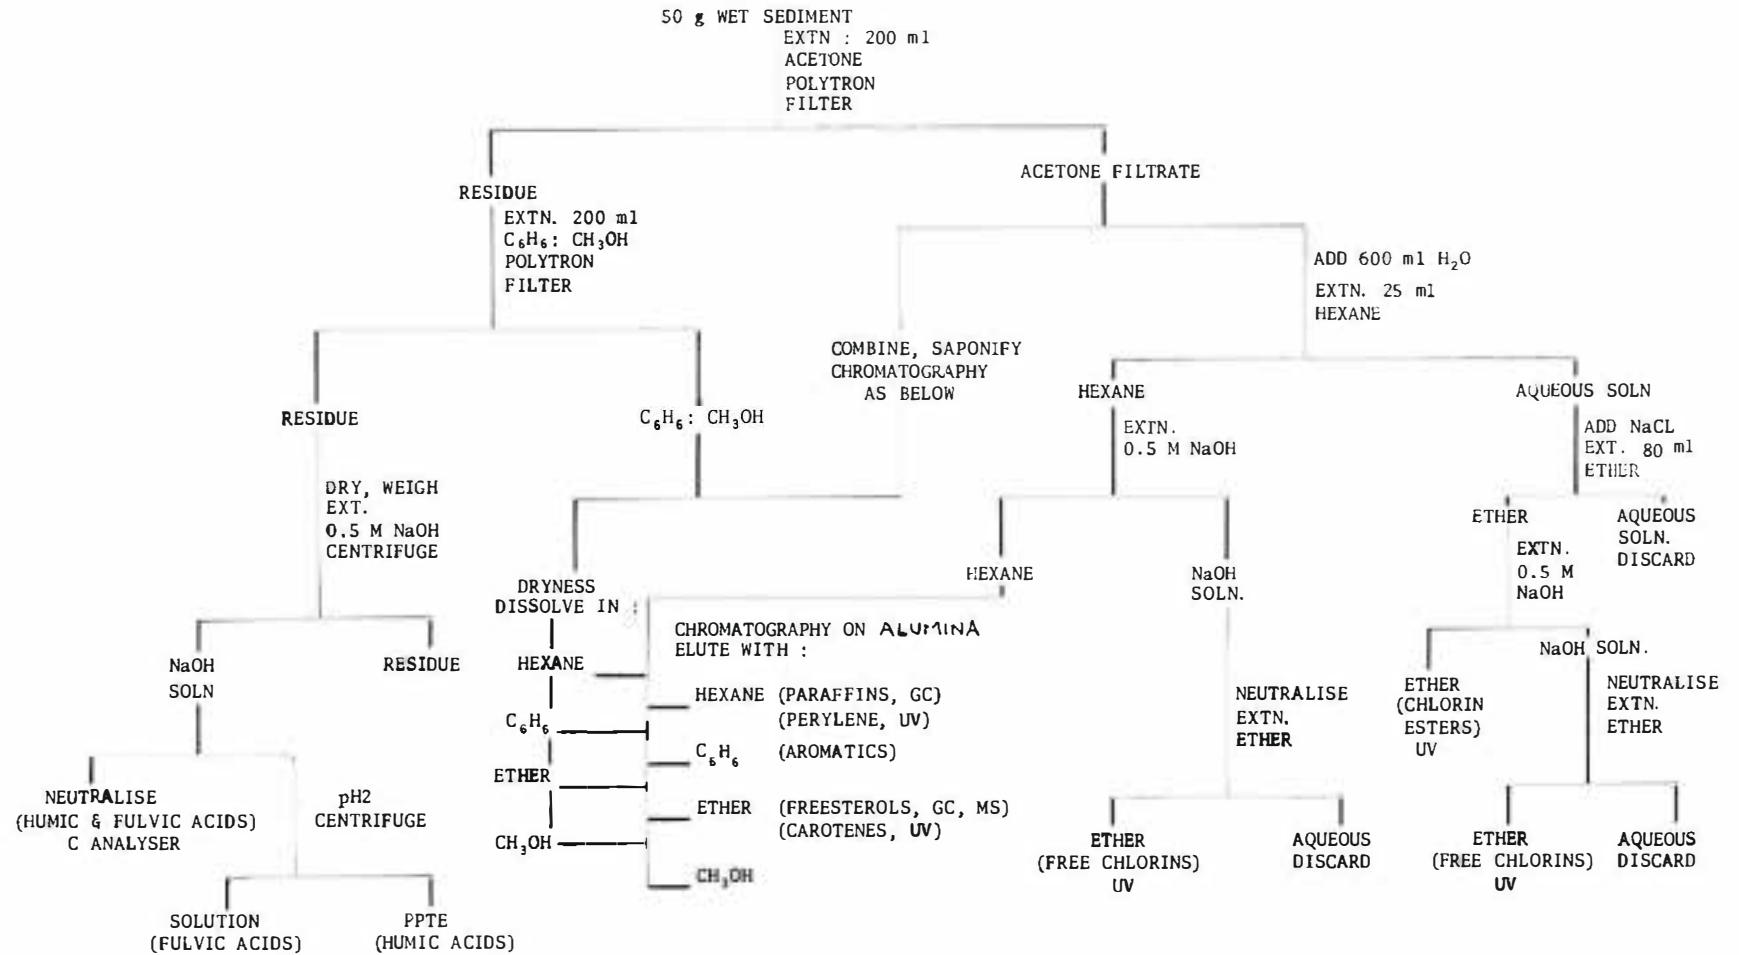 50 g WET SEDIMENT
EXTN : 200 ml
ACETONE
POLYTRON
FILTER
RESIDUE
EXTN. 200 ml
C₆H₆: CH₃OH
POLYTRON
FILTER
ACETONE FILTRATE
ADD 600 ml H₂O
EXTN. 25 ml
HEXANE
COMBINE, SAPONIFY
CHROMATOGRAPHY
AS BELOW
RESIDUE
C₆H₆: CH₃OH
HEXANE
EXTN.
0.5 M NaOH
AQUEOUS SOLN
ADD NaCL
EXT. 80 ml
ETHER
DRY, WEIGH
EXT.
0.5 M NaOH
CENTRIFUGE
ETHER
EXTN.
0.5 M
NaOH
AQUEOUS
SOLN.
DISCARD
DRYNESS
DISSOLVE IN :
HEXANE
NaOH
SOLN.
NaOH
SOLN
RESIDUE
HEXANE
C₆H₆
ETHER
CH₃OH
CHROMATOGRAPHY ON ALUMINA
ELUTE WITH :
HEXANE (PARAFFINS, GC)
(PERYLENE, UV)
C₆H₆ (AROMATICS)
ETHER (FREESTEROLS, GC, MS)
(CAROTENES, UV)
CH₃OH
NEUTRALISE
EXTN.
ETHER
ETHER
(CHLORIN
ESTERS)
UV
NaOH SOLN.
NEUTRALISE
EXTN.
ETHER
NEUTRALISE
(HUMIC & FULVIC ACIDS)
C ANALYSER
pH2
CENTRIFUGE
ETHER
(FREE CHLORINS)
UV
AQUEOUS
DISCARD
ETHER
(FREE CHLORINS)
UV
AQUEOUS
DISCARD
SOLUTION
(FULVIC ACIDS)
PPTE
(HUMIC ACIDS)